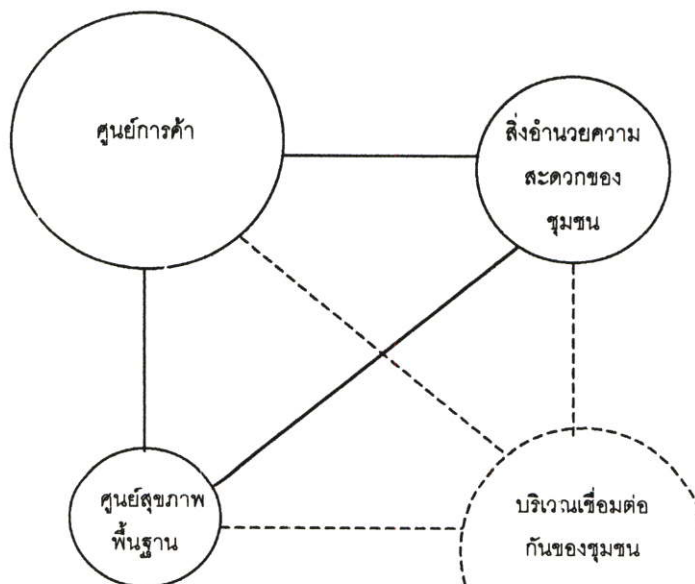 ศูนย์การค้า
สิ่งอำนวยความ
สะดวกของ
ชุมชน
ศูนย์สุขภาพ
พื้นฐาน
บริเวณเชื่อมต่อ
กันของชุมชน